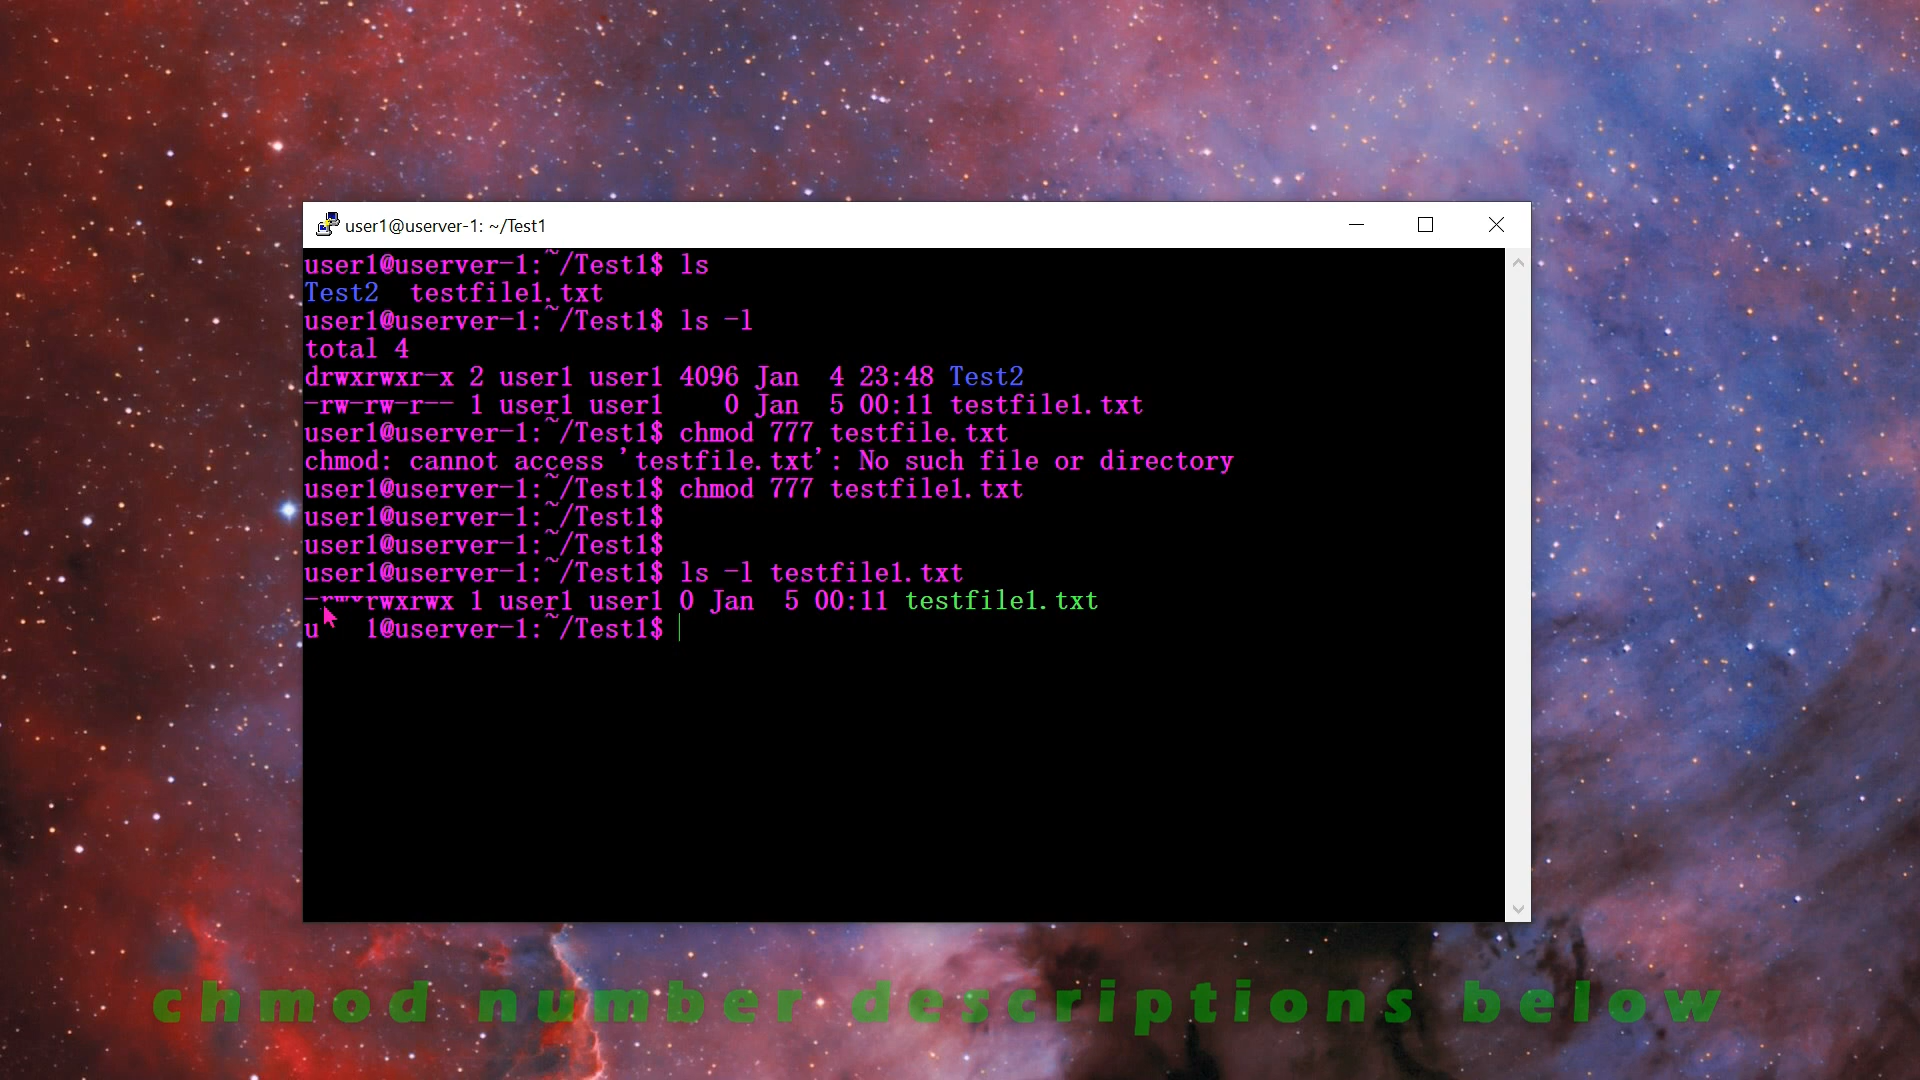 user1@userver-1: ~/Test1
user1@userver-1:~/Test1$ ls
Test2  testfile1.txt
user1@userver-1:~/Test1$ ls -l
total 4
drwxrwxr-x 2 user1 user1 4096 Jan  4 23:48 Test2
-rw-rw-r-- 1 user1 user1    0 Jan  5 00:11 testfile1.txt
user1@userver-1:~/Test1$ chmod 777 testfile.txt
chmod: cannot access 'testfile.txt': No such file or directory
user1@userver-1:~/Test1$ chmod 777 testfile1.txt
user1@userver-1:~/Test1$
user1@userver-1:~/Test1$
user1@userver-1:~/Test1$ ls -l testfile1.txt
-rwxrwxrwx 1 user1 user1 0 Jan  5 00:11 testfile1.txt
u   1@userver-1:~/Test1$
chmod number descriptions below